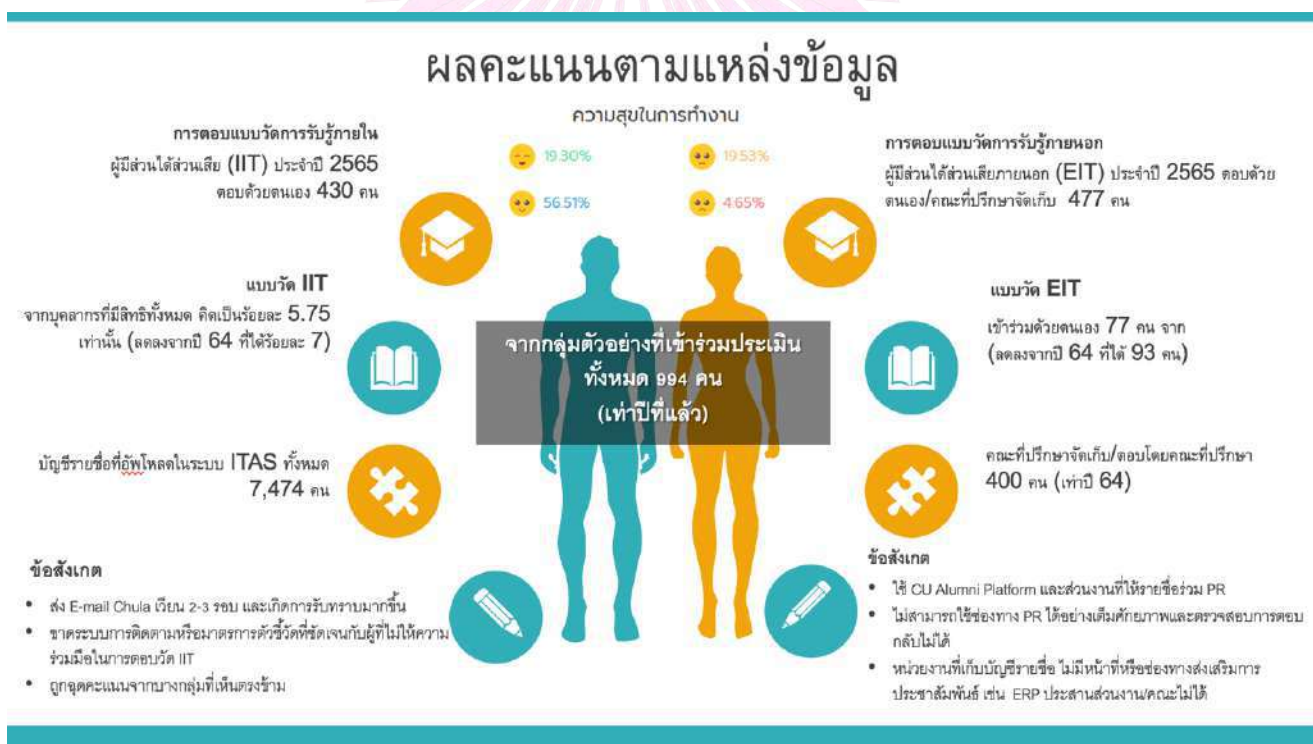 ผลคะแนนตามแหล่งข้อมูล
ความสุขในการทำงาน
19.30%
19.53%
56.51%
4.65%
การตอบแบบวัดการรับรู้ภายใน
ผู้มีส่วนได้ส่วนเสีย (IIT) ประจำปี 2565
ตอบด้วยตนเอง 430 คน
แบบวัด IIT
จากบุคลากรที่มีสิทธิทั้งหมด คิดเป็นร้อยละ 5.75
เท่านั้น (ลดลงจากปี 64 ที่ได้ร้อยละ 7)
บัญชีรายชื่อที่อัพโหลดในระบบ ITAS ทั้งหมด
7,474 คน
ข้อสังเกต
• ส่ง E-mail Chula เวียน 2-3 รอบ และเกิดการรับทราบมากขึ้น
• ขาดระบบการติดตามหรือมาตรการตัวชี้วัดที่ชัดเจนกับผู้ที่ไม่ให้ความ
ร่วมมือในการตอบวัด IIT
• ถูกฉุดคะแนนจากบางกลุ่มที่เห็นตรงข้าม
จากกลุ่มตัวอย่างที่เข้าร่วมประเมิน
ทั้งหมด 994 คน
(เท่าปีที่แล้ว)
การตอบแบบวัดการรับรู้ภายนอก
ผู้มีส่วนได้ส่วนเสียภายนอก (EIT) ประจำปี 2565 ตอบด้วย
ตนเอง/คณะที่ปรึกษาจัดเก็บ 477 คน
แบบวัด EIT
เข้าร่วมด้วยตนเอง 77 คน จาก
(ลดลงจากปี 64 ที่ได้ 93 คน)
คณะที่ปรึกษาจัดเก็บ/ตอบโดยคณะที่ปรึกษา
400 คน (เท่าปี 64)
ข้อสังเกต
• ใช้ CU Alumni Platform และส่วนงานที่ให้รายชื่อร่วม PR
• ไม่สามารถใช้ช่องทาง PR ได้อย่างเต็มศักยภาพและตรวจสอบการตอบ
กลับไม่ได้
• หน่วยงานที่เก็บบัญชีรายชื่อ ไม่มีหน้าที่หรือช่องทางส่งเสริมการ
ประชาสัมพันธ์ เช่น ERP ประสานส่วนงาน/คณะไม่ได้